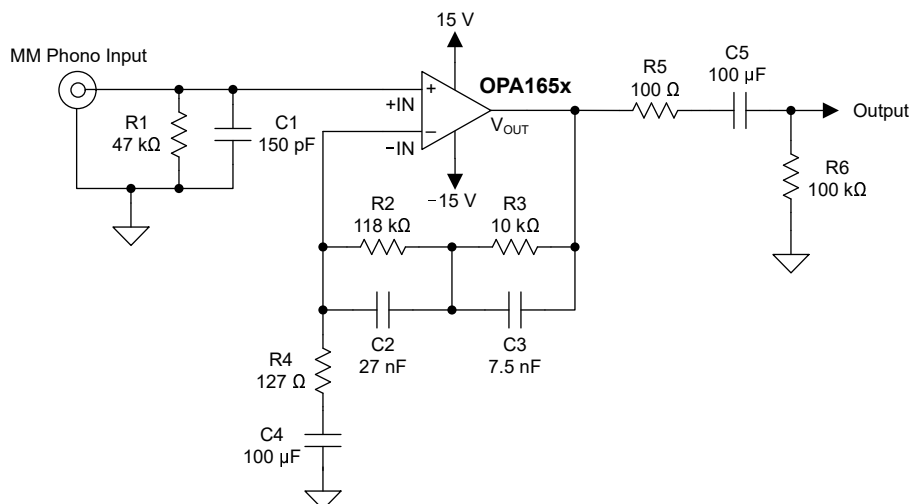 15 V
MM Phono Input
C5
100 µF
R5
100 Ω
OPA165x
+
+IN
Output
R1
47 kΩ
C1
150 pF
VOUT
−
−IN
R6
100 kΩ
−15 V
R2
118 kΩ
R3
10 kΩ
C2
27 nF
C3
7.5 nF
R4
127 Ω
C4
100 µF